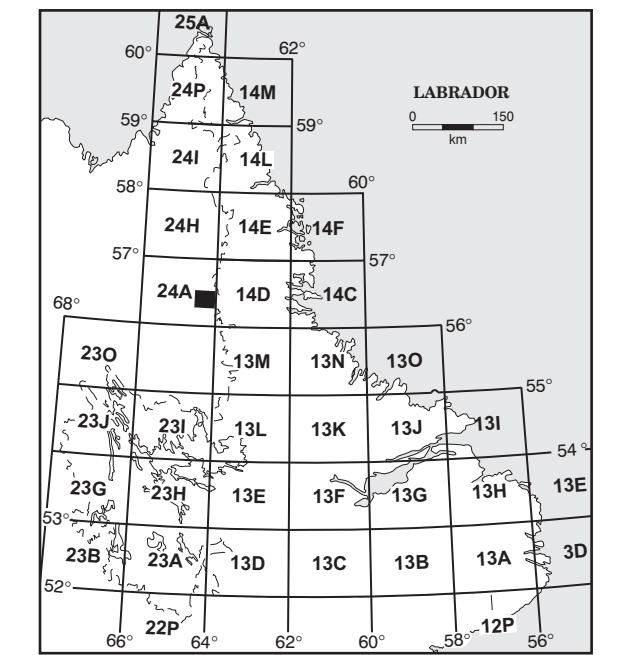 25A
60° 62°
24P 14M LABRADOR
0 150
km
59° 59°
24I 14L
58° 60°
24H 14E 14F
57° 57°
24A 14D 14C
68° 56°
23O 13M 13N 13O
55°
23J 23I 13L 13K 13J 13I
54°
23G 23H 13E 13F 13G 13H 13E
53°
23B 23A 13D 13C 13B 13A 3D
52°
22P 12P
66° 64° 62° 60° 58° 56°